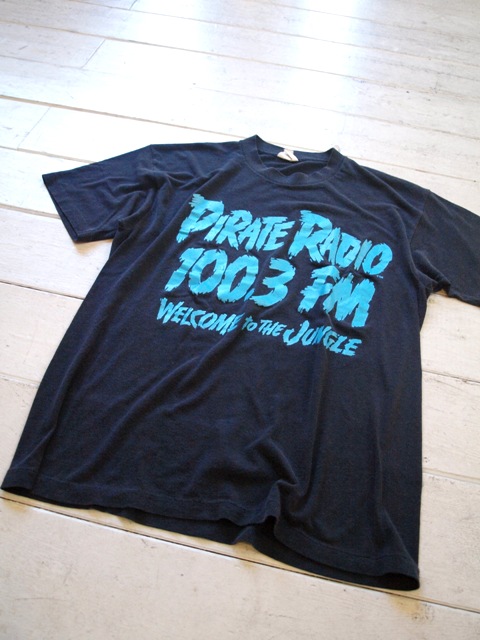 PIRATE RADIO
100.3 FM
WELCOME TO THE JUNGLE